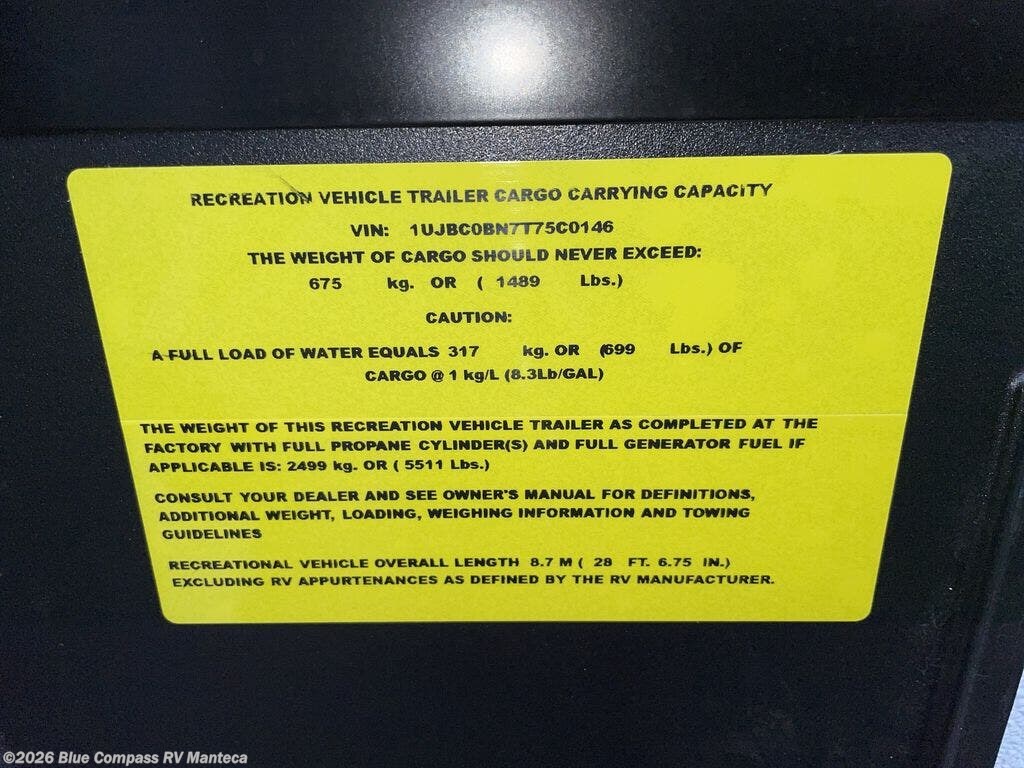 RECREATION VEHICLE TRAILER CARGO CARRYING CAPACITY
VIN: 1UJBC0BN7T75C0146
THE WEIGHT OF CARGO SHOULD NEVER EXCEED:
675 kg. OR ( 1489 Lbs.)
CAUTION:
A FULL LOAD OF WATER EQUALS 317 kg. OR (699 Lbs.) OF
CARGO @ 1 kg/L (8.3Lb/GAL)
THE WEIGHT OF THIS RECREATION VEHICLE TRAILER AS COMPLETED AT THE
FACTORY WITH FULL PROPANE CYLINDER(S) AND FULL GENERATOR FUEL IF
APPLICABLE IS: 2499 kg. OR ( 5511 Lbs.)
CONSULT YOUR DEALER AND SEE OWNER'S MANUAL FOR DEFINITIONS,
ADDITIONAL WEIGHT, LOADING, WEIGHING INFORMATION AND TOWING
GUIDELINES
RECREATIONAL VEHICLE OVERALL LENGTH 8.7 M ( 28 FT. 6.75 IN.)
EXCLUDING RV APPURTENANCES AS DEFINED BY THE RV MANUFACTURER.
©2026 Blue Compass RV Manteca